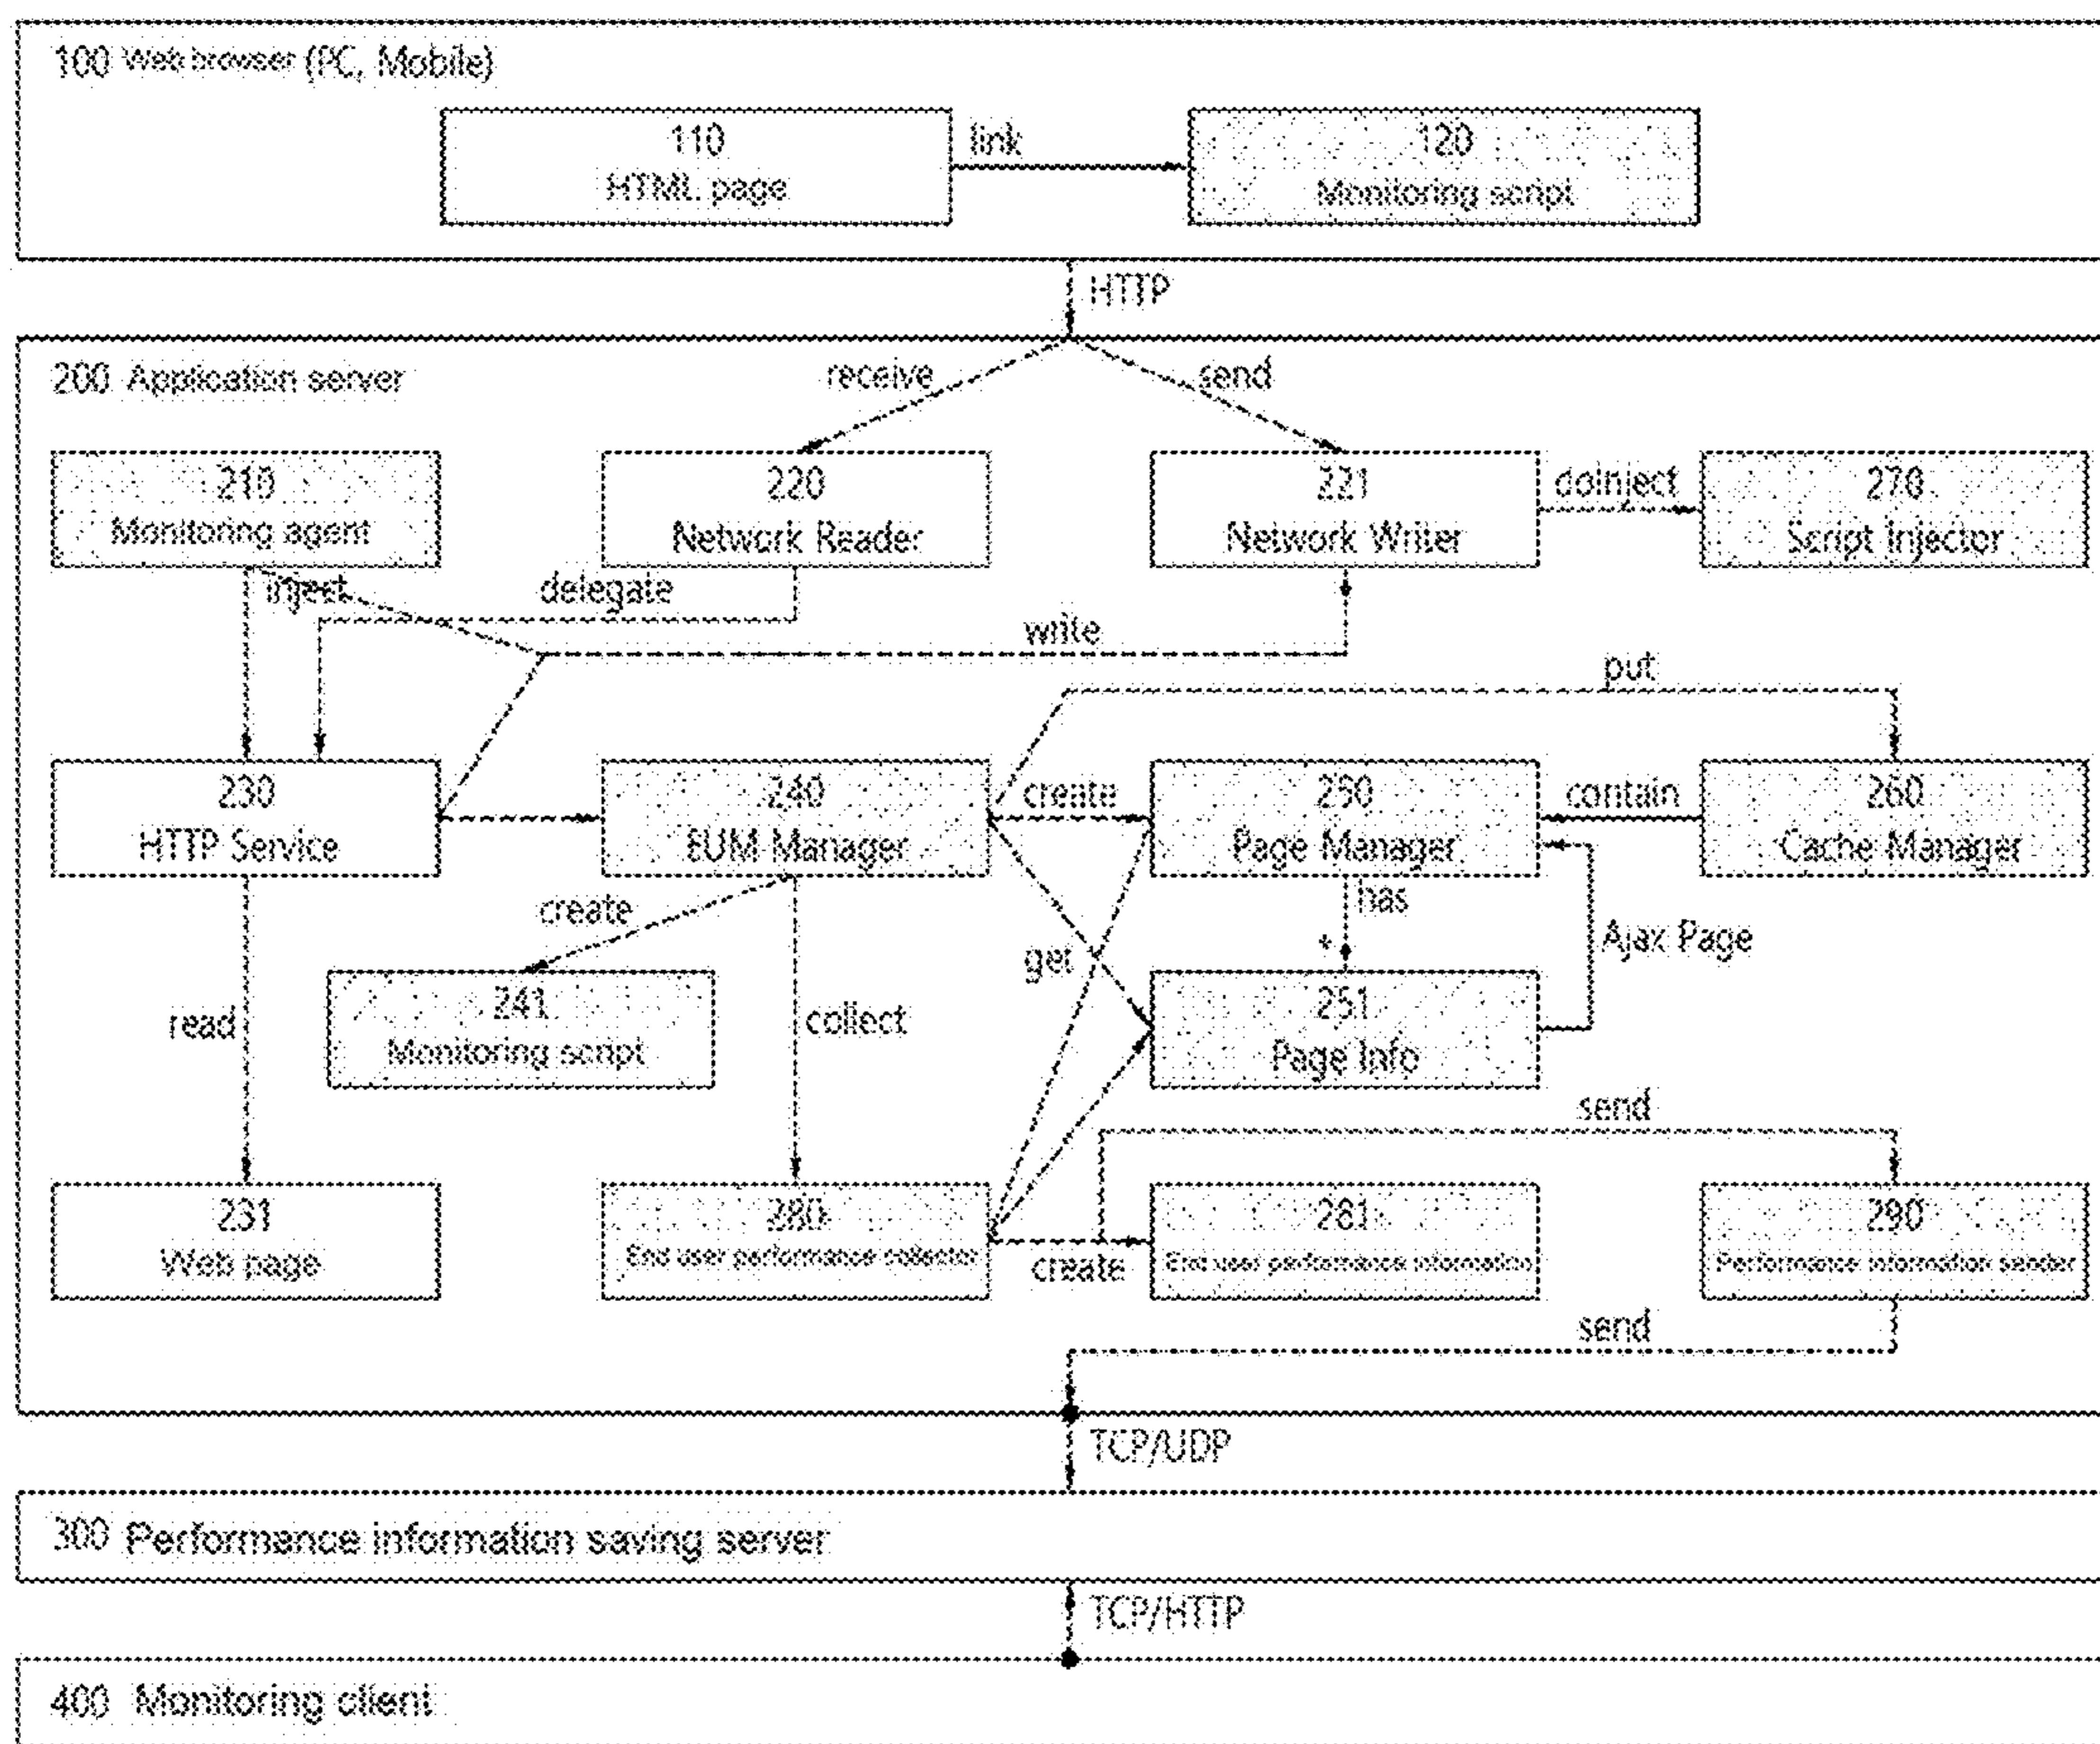 100 Web browser (PC, Mobile)
110
HTML page
link
120
Monitoring script
HTTP
200 Application server
receive
send
210
Monitoring agent
220
Network Reader
221
Network Writer
doInject
270
Script Injector
inject
delegate
write
put
230
HTTP Service
240
EUM Manager
create
250
Page Manager
contain
260
Cache Manager
create
has
*
get
Ajax Page
read
241
Monitoring script
collect
251
Page Info
send
231
Web page
280
End user performance collector
create
281
End user performance information
290
Performance information sender
send
TCP/UDP
300 Performance information saving server
TCP/HTTP
400 Monitoring client